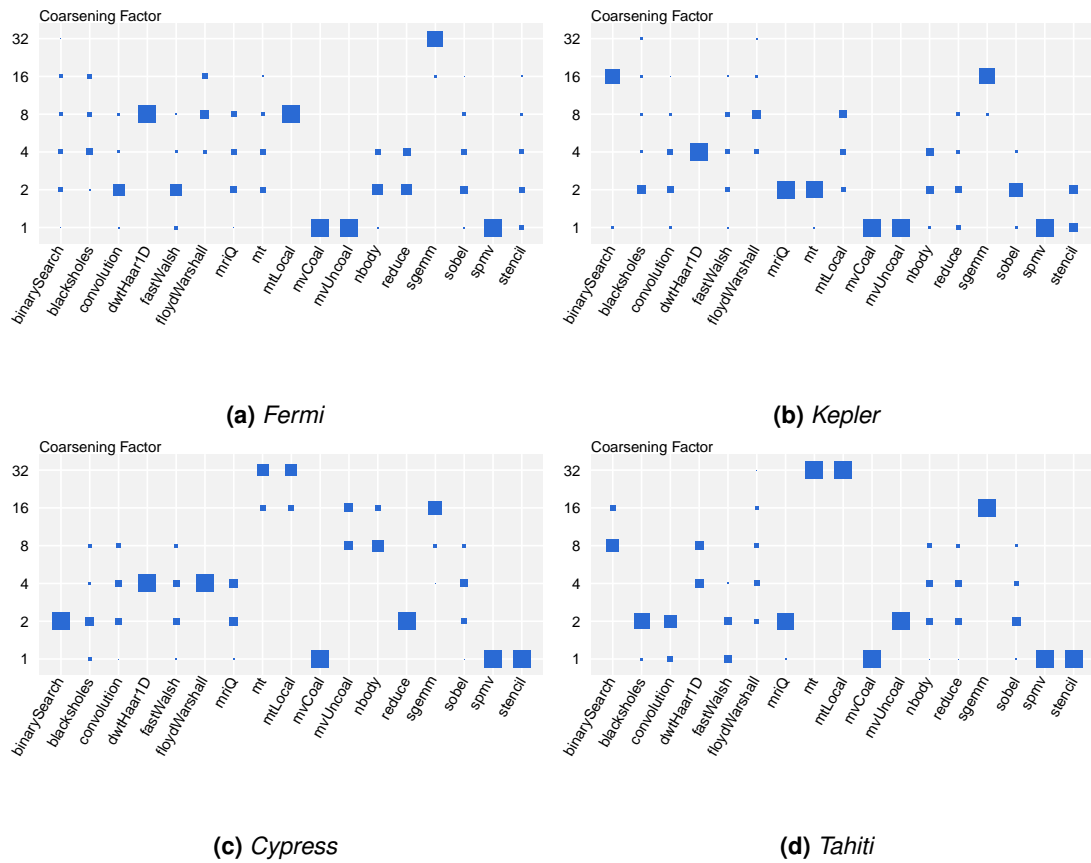 Coarsening Factor
32
16
8
4
2
1
binarySearch
blacksholes
convolution
dwtHaar1D
fastWalsh
floydWarshall
mriQ
mt
mtLocal
mvCoal
mvUncoal
nbody
reduce
sgemm
sobel
spmv
stencil
(a) Fermi
Coarsening Factor
32
16
8
4
2
1
binarySearch
blacksholes
convolution
dwtHaar1D
fastWalsh
floydWarshall
mriQ
mt
mtLocal
mvCoal
mvUncoal
nbody
reduce
sgemm
sobel
spmv
stencil
(b) Kepler
Coarsening Factor
32
16
8
4
2
1
binarySearch
blacksholes
convolution
dwtHaar1D
fastWalsh
floydWarshall
mriQ
mt
mtLocal
mvCoal
mvUncoal
nbody
reduce
sgemm
sobel
spmv
stencil
(c) Cypress
Coarsening Factor
32
16
8
4
2
1
binarySearch
blacksholes
convolution
dwtHaar1D
fastWalsh
floydWarshall
mriQ
mt
mtLocal
mvCoal
mvUncoal
nbody
reduce
sgemm
sobel
spmv
stencil
(d) Tahiti